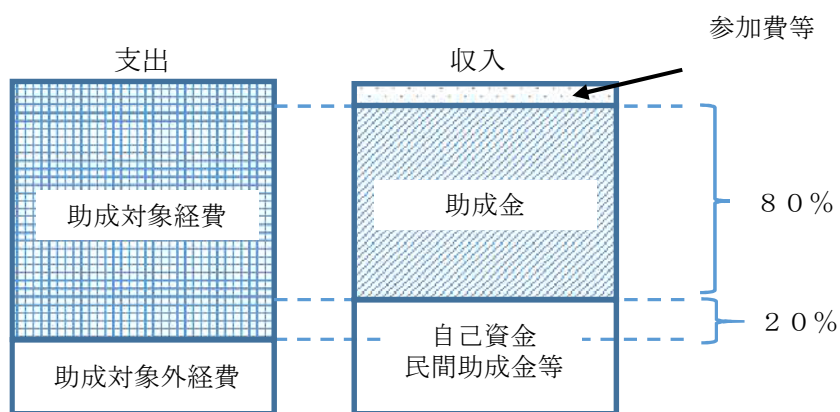 参加費等
支出
収入
助成対象経費
助成金
８０％
２０％
自己資金
民間助成金等
助成対象外経費